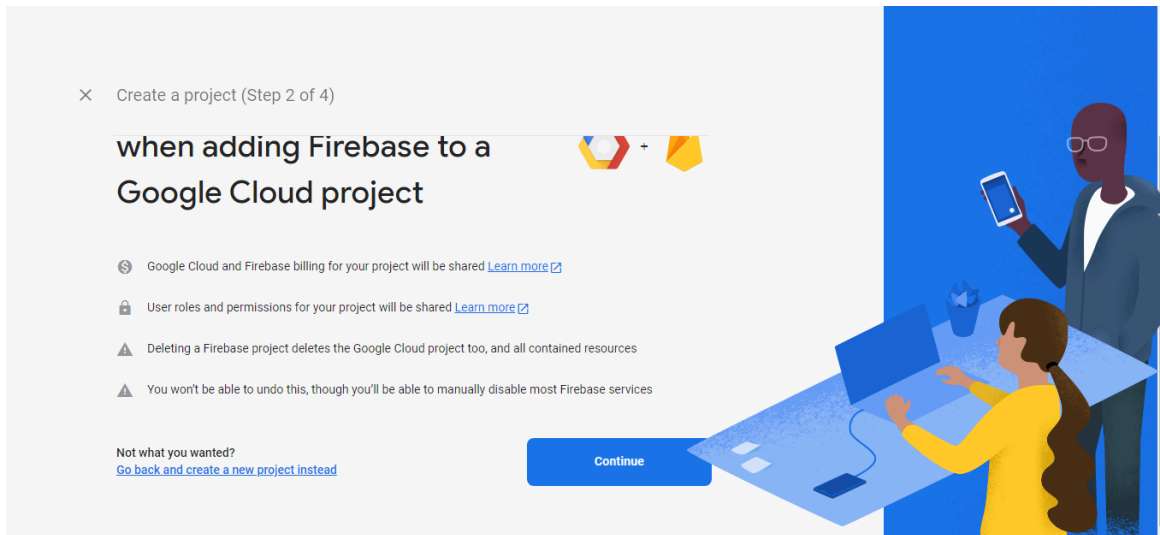 Create a project (Step 2 of 4)
when adding Firebase to a
Google Cloud project
+
Google Cloud and Firebase billing for your project will be shared Learn more
User roles and permissions for your project will be shared Learn more
Deleting a Firebase project deletes the Google Cloud project too, and all contained resources
You won’t be able to undo this, though you’ll be able to manually disable most Firebase services
Not what you wanted?
Go back and create a new project instead
Continue